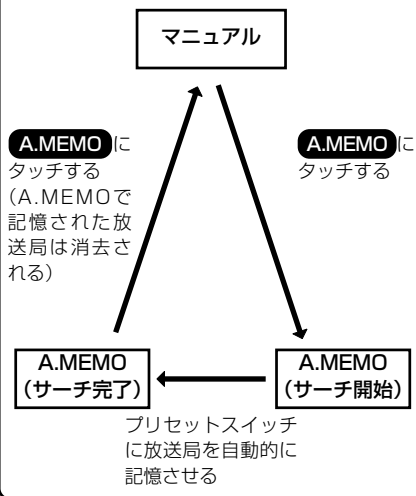 マニュアル
A.MEMO に
タッチする
(A.MEMOで
記憶された放
送局は消去さ
れる)
A.MEMO に
タッチする
A.MEMO
(サーチ完了)
A.MEMO
(サーチ開始)
プリセットスイッチ
に放送局を自動的に
記憶させる